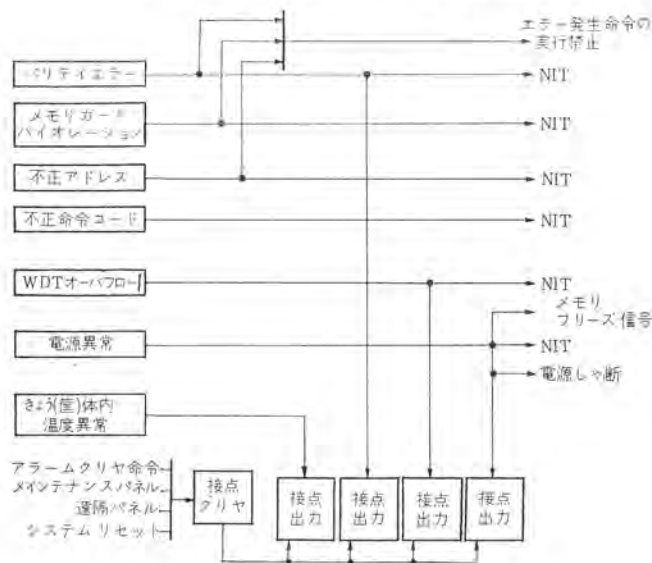 エラー発生命令の
実行禁止
パリテイエラー
NIT
メモリガード
バイオレーション
NIT
不正アドレス
NIT
不正命令コード
NIT
WDTオーバフロー
NIT
メモリ
フリーズ信号
電源異常
NIT
電源しゃ断
きょう(筐)体内
温度異常
アラームクリヤ命令
メインテナンスパネル
遠隔パネル
システムリセット
接点
クリヤ
接点
出力
接点
出力
接点
出力
接点
出力